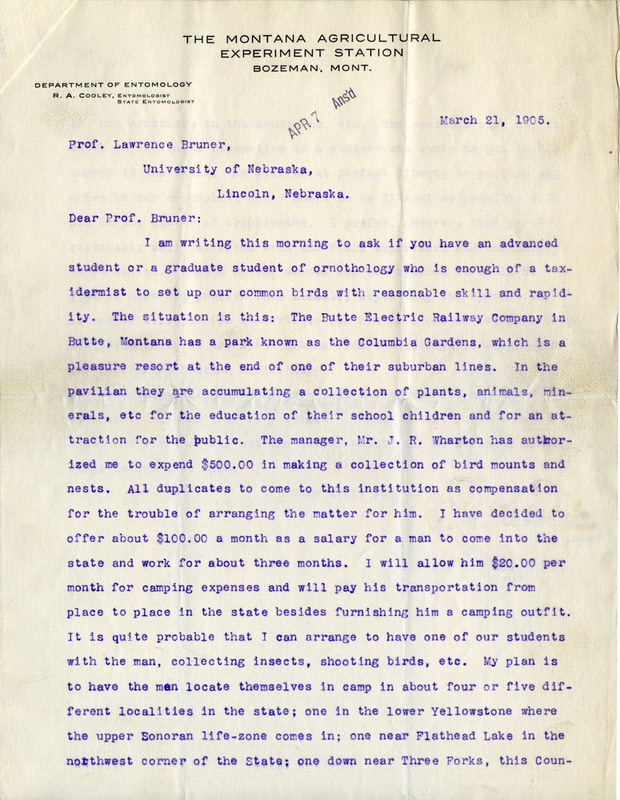 THE MONTANA AGRICULTURAL
EXPERIMENT STATION
BOZEMAN, MONT.
DEPARTMENT OF ENTOMOLOGY
R. A. COOLEY, ENTOMOLOGIST
STATE ENTOMOLOGIST
APR 7 Ans'd
March 21, 1905.
Prof. Lawrence Bruner,
University of Nebraska,
Lincoln, Nebraska.
Dear Prof. Bruner:
I am writing this morning to ask if you have an advanced
student or a graduate student of ornothology who is enough of a tax-
idermist to set up our common birds with reasonable skill and rapid-
ity. The situation is this: The Butte Electric Railway Company in
Butte, Montana has a park known as the Columbia Gardens, which is a
pleasure resort at the end of one of their suburban lines. In the
pavilian they are accumulating a collection of plants, animals, min-
erals, etc for the education of their school children and for an at-
traction for the public. The manager, Mr. J. R. Wharton has author-
ized me to expend $500.00 in making a collection of bird mounts and
nests. All duplicates to come to this institution as compensation
for the trouble of arranging the matter for him. I have decided to
offer about $100.00 a month as a salary for a man to come into the
state and work for about three months. I will allow him $20.00 per
month for camping expenses and will pay his transportation from
place to place in the state besides furnishing him a camping outfit.
It is quite probable that I can arrange to have one of our students
with the man, collecting insects, shooting birds, etc. My plan is
to have the men locate themselves in camp in about four or five dif-
ferent localities in the state; one in the lower Yellowstone where
the upper Sonoran life-zone comes in; one near Flathead Lake in the
northwest corner of the State; one down near Three Forks, this Coun-